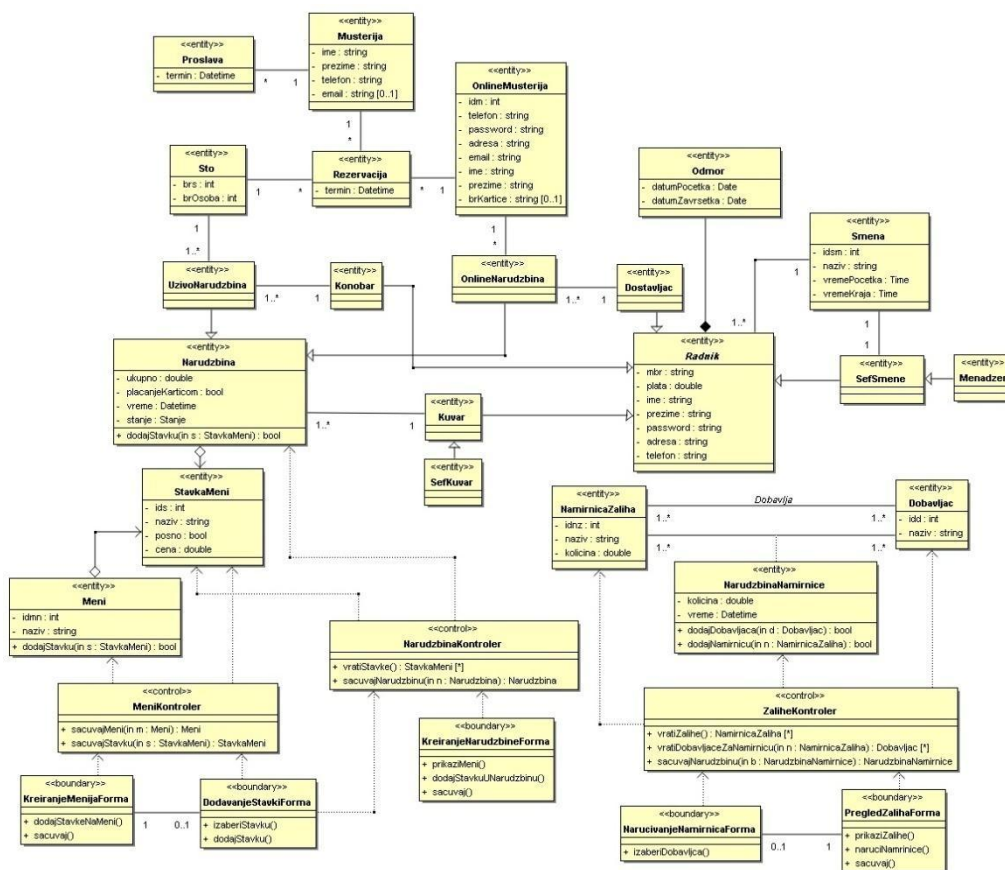 <<entity>>
Proslava
- termin : Datetime
*
1
<<entity>>
Musterija
- ime : string
- prezime : string
- telefon : string
- email : string [0..1]
1
*
<<entity>>
OnlineMusterija
- idm : int
- telefon : string
- password : string
- adresa : string
- email : string
- ime : string
- prezime : string
- brKartice : string [0..1]
<<entity>>
Sto
- brs : int
- brOsoba : int
1
*
<<entity>>
Rezervacija
- termin : Datetime
*
1
<<entity>>
Odmor
- datumPocetka : Date
- datumZavrsetka : Date
<<entity>>
Smena
- idsm : int
- naziv : string
- vremePocetka : Time
- vremeKraja : Time
1
1..*
1
*
1
1..*
1
1
<<entity>>
UzivoNarudzbina
1..*
1
<<entity>>
Konobar
<<entity>>
OnlineNarudzbina
1..*
1
<<entity>>
Dostavljac
<<entity>>
Narudzbina
- ukupno : double
- placanjeKarticom : bool
- vreme : Datetime
- stanje : Stanje
+ dodajStavku(in s : StavkaMeni) : bool
1..*
1
<<entity>>
Kuvar
<<entity>>
SefKuvar
<<entity>>
Radnik
- mbr : string
- plata : double
- ime : string
- prezime : string
- password : string
- adresa : string
- telefon : string
<<entity>>
SefSmene
<<entity>>
Menadzer
<<entity>>
StavkaMeni
- ids : int
- naziv : string
- posno : bool
- cena : double
<<entity>>
NamirnicaZaliha
- idnz : int
- naziv : string
- kolicina : double
Dobavlja
1..*
1..*
1..*
1..*
<<entity>>
Dobavljac
- idd : int
- naziv : string
<<entity>>
Meni
- idmn : int
- naziv : string
+ dodajStavku(in s : StavkaMeni) : bool
<<entity>>
NarudzbinaNamirnice
- kolicina : double
- vreme : Datetime
+ dodajDobavljaca(in d : Dobavljac) : bool
+ dodajNamirnicu(in n : NamirnicaZaliha) : bool
<<control>>
NarudzbinaKontroler
+ vratiStavke() : StavkaMeni [*]
+ sacuvajNarudzbinu(in n : Narudzbina) : Narudzbina
<<control>>
MeniKontroler
+ sacuvajMeni(in m : Meni) : Meni
+ sacuvajStavku(in s : StavkaMeni) : StavkaMeni
<<control>>
ZaliheKontroler
+ vratiZalihe() : NamirnicaZaliha [*]
+ vratiDobavljaceZaNamirnicu(in n : NamirnicaZaliha) : Dobavljac [*]
+ sacuvajNarudzbinu(in b : NarudzbinaNamirnice) : NarudzbinaNamirnice
<<boundary>>
KreiranjeNarudzbineForma
+ prikaziMeni()
+ dodajStavkuUNarudzbinu()
+ sacuvaj()
<<boundary>>
KreiranjeMenijaForma
+ dodajStavkeNaMeni()
+ sacuvaj()
1
0..1
<<boundary>>
DodavanjeStavkiForma
+ izaberiStavku()
+ dodajStavku()
<<boundary>>
NarucivanjeNamirnicaForma
+ izaberiDobavljca()
0..1
1
<<boundary>>
PregledZalihaForma
+ prikaziZalihe()
+ naruciNamrinice()
+ sacuvaj()